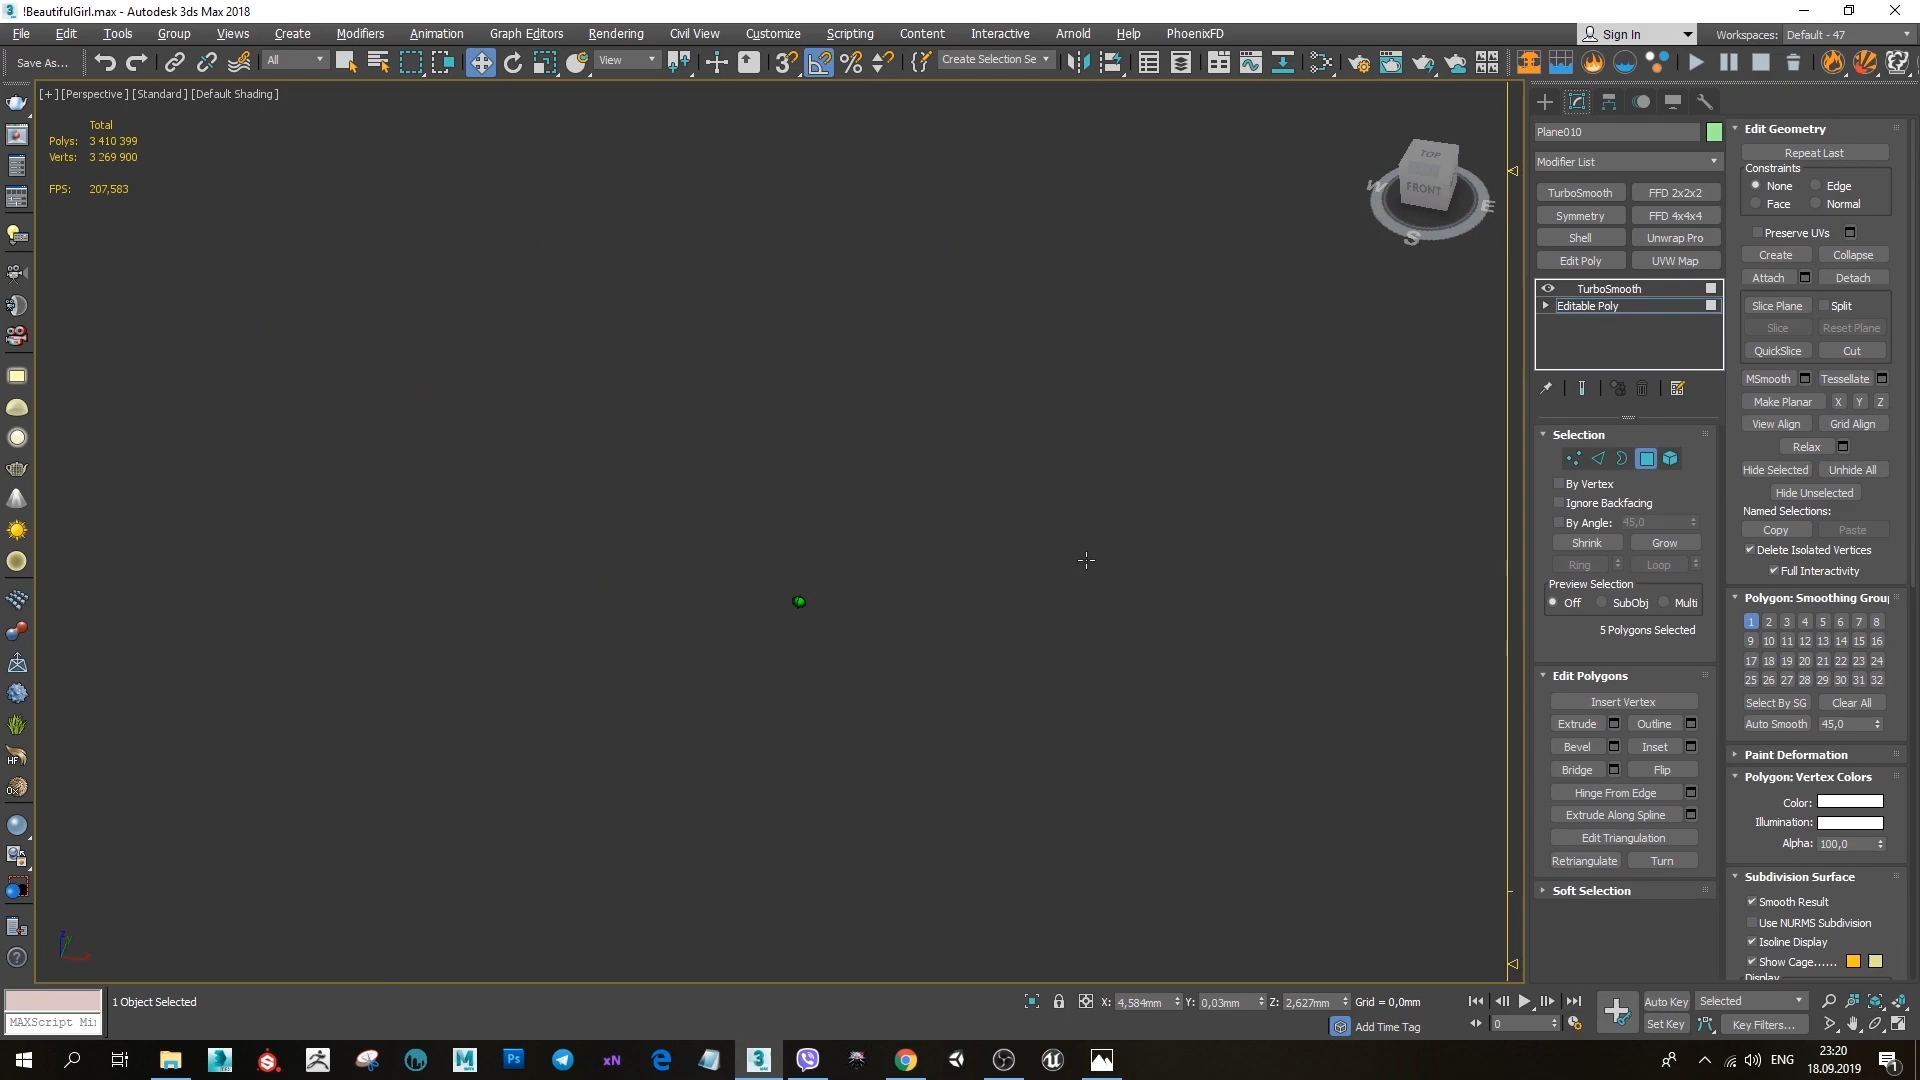 !BeautifulGirl.max - Autodesk 3ds Max 2018
File Edit Tools Group Views Create Modifiers Animation Graph Editors Rendering Civil View Customize Scripting Content Interactive Arnold Help PhoenixFD
Sign In
Workspaces: Default - 47
Save As...
All
View
Create Selection Se
[+] [Perspective] [Standard] [Default Shading]
Total
Polys: 3 410 399
Verts: 3 269 900
FPS: 207,583
TOP
FRONT
W
E
S
Plane010
Modifier List
TurboSmooth FFD 2x2x2
Symmetry FFD 4x4x4
Shell Unwrap Pro
Edit Poly UVW Map
TurboSmooth
Editable Poly
Selection
By Vertex
Ignore Backfacing
By Angle: 45,0
Shrink Grow
Ring Loop
Preview Selection
Off SubObj Multi
5 Polygons Selected
Edit Polygons
Insert Vertex
Extrude Outline
Bevel Inset
Bridge Flip
Hinge From Edge
Extrude Along Spline
Edit Triangulation
Retriangulate Turn
Soft Selection
Edit Geometry
Repeat Last
Constraints
None Edge
Face Normal
Preserve UVs
Create Collapse
Attach Detach
Slice Plane Split
Slice Reset Plane
QuickSlice Cut
MSmooth Tessellate
Make Planar X Y Z
View Align Grid Align
Relax
Hide Selected Unhide All
Hide Unselected
Named Selections:
Copy Paste
Delete Isolated Vertices
Full Interactivity
Polygon: Smoothing Grou
1 2 3 4 5 6 7 8
9 10 11 12 13 14 15 16
17 18 19 20 21 22 23 24
25 26 27 28 29 30 31 32
Select By SG Clear All
Auto Smooth 45,0
Paint Deformation
Polygon: Vertex Colors
Color:
Illumination:
Alpha: 100,0
Subdivision Surface
Smooth Result
Use NURMS Subdivision
Isoline Display
Show Cage......
Display
MAXScript Mi
1 Object Selected
X: 4,584mm Y: 0,03mm Z: 2,627mm Grid = 0,0mm
Add Time Tag
0
Auto Key Selected
Set Key Key Filters...
ENG
23:20
18.09.2019